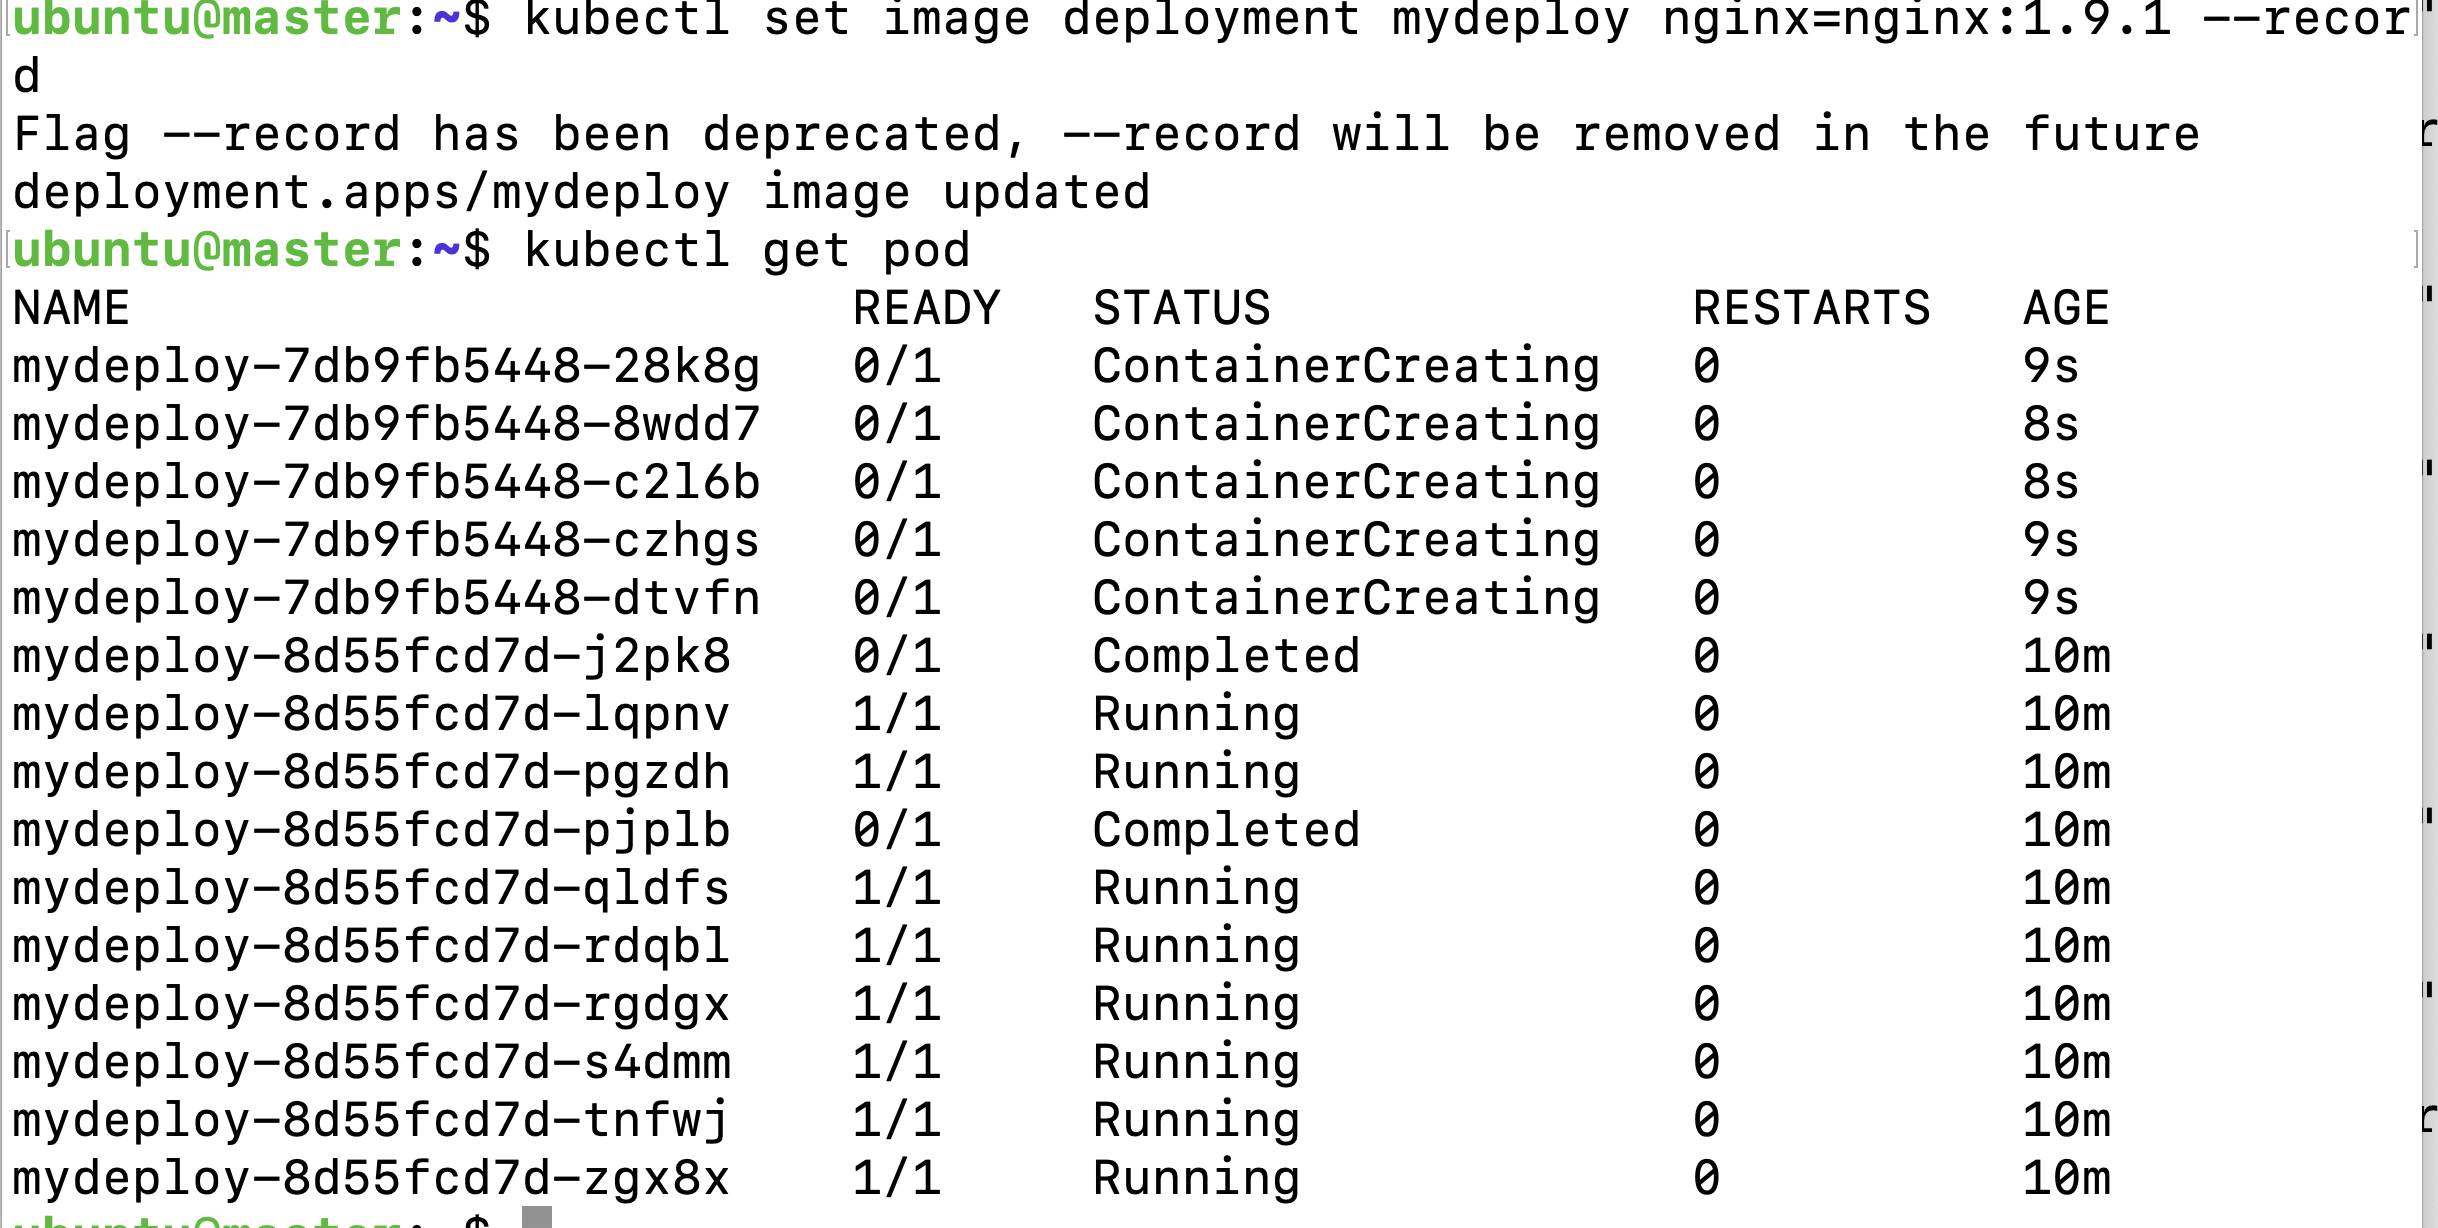 ubuntu@master:~$ kubectl set image deployment mydeploy nginx=nginx:1.9.1 --recor
d
Flag --record has been deprecated, --record will be removed in the future
deployment.apps/mydeploy image updated
ubuntu@master:~$ kubectl get pod
NAME READY STATUS RESTARTS AGE
mydeploy-7db9fb5448-28k8g 0/1 ContainerCreating 0 9s
mydeploy-7db9fb5448-8wdd7 0/1 ContainerCreating 0 8s
mydeploy-7db9fb5448-c2l6b 0/1 ContainerCreating 0 8s
mydeploy-7db9fb5448-czhgs 0/1 ContainerCreating 0 9s
mydeploy-7db9fb5448-dtvfn 0/1 ContainerCreating 0 9s
mydeploy-8d55fcd7d-j2pk8 0/1 Completed 0 10m
mydeploy-8d55fcd7d-lqpnv 1/1 Running 0 10m
mydeploy-8d55fcd7d-pgzdh 1/1 Running 0 10m
mydeploy-8d55fcd7d-pjplb 0/1 Completed 0 10m
mydeploy-8d55fcd7d-qldfs 1/1 Running 0 10m
mydeploy-8d55fcd7d-rdqbl 1/1 Running 0 10m
mydeploy-8d55fcd7d-rgdgx 1/1 Running 0 10m
mydeploy-8d55fcd7d-s4dmm 1/1 Running 0 10m
mydeploy-8d55fcd7d-tnfwj 1/1 Running 0 10m
mydeploy-8d55fcd7d-zgx8x 1/1 Running 0 10m